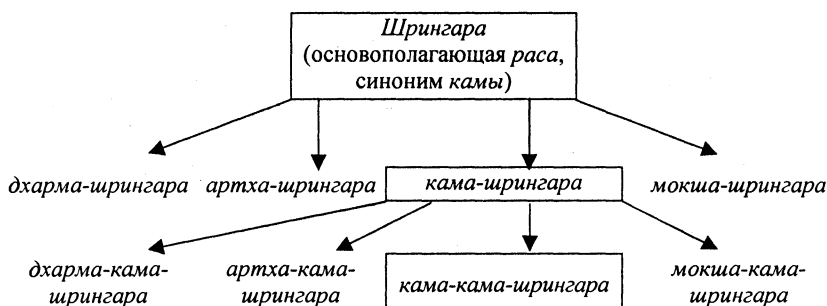 Шрингара
(основополагающая раса,
синоним камы)
дхарма-шрингара артха-шрингара кама-шрингара мокша-шрингара
дхарма-кама-
шрингара
артха-кама-
шрингара
кама-кама-шрингара
мокша-кама-
шрингара